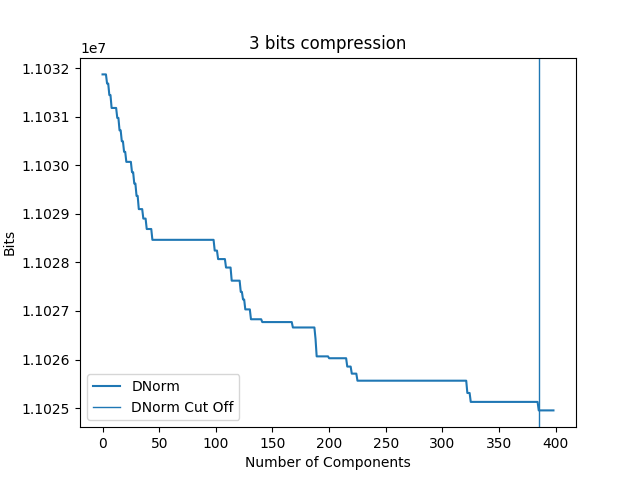 3 bits compression
1e7
1.1032
1.1031
1.1030
1.1029
1.1028
1.1027
1.1026
1.1025
Bits
DNorm
DNorm Cut Off
0 50 100 150 200 250 300 350 400
Number of Components